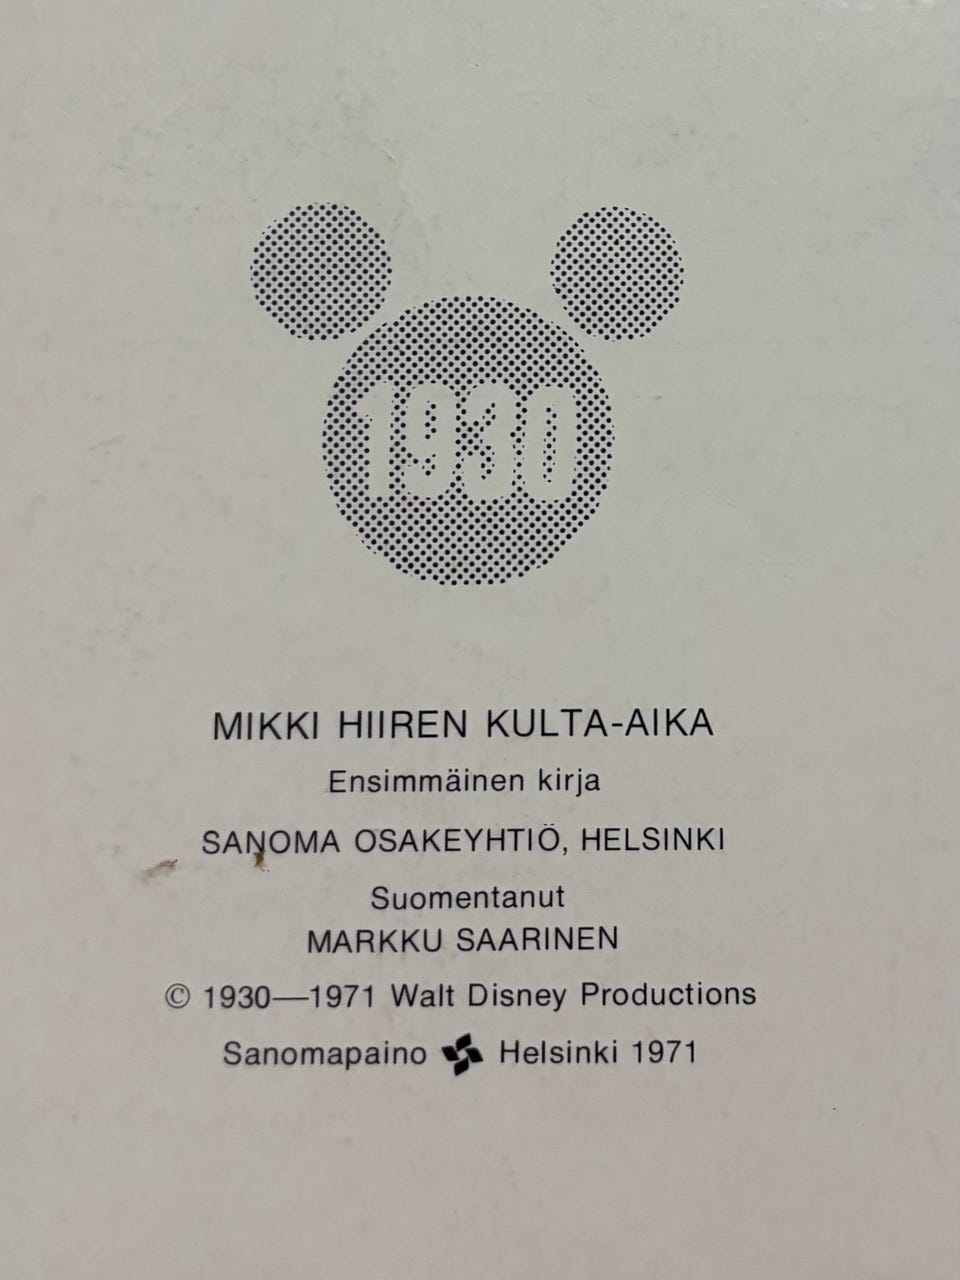 1930
MIKKI HIIREN KULTA-AIKA
Ensimmäinen kirja
SANOMA OSAKEYHTIÖ, HELSINKI
Suomentanut
MARKKU SAARINEN
© 1930—1971 Walt Disney Productions
Sanomapaino Helsinki 1971